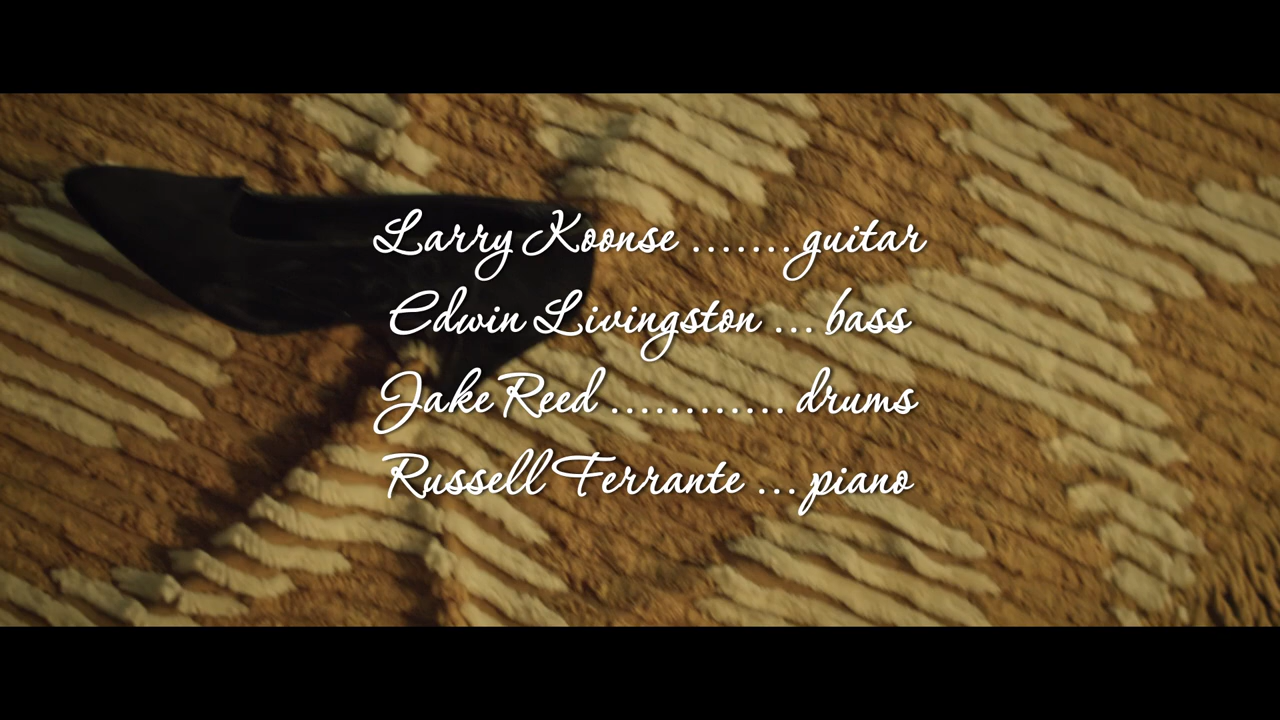 Larry Koonse ....... guitar
Edwin Livingston ... bass
Jake Reed ............ drums
Russell Ferrante ... piano